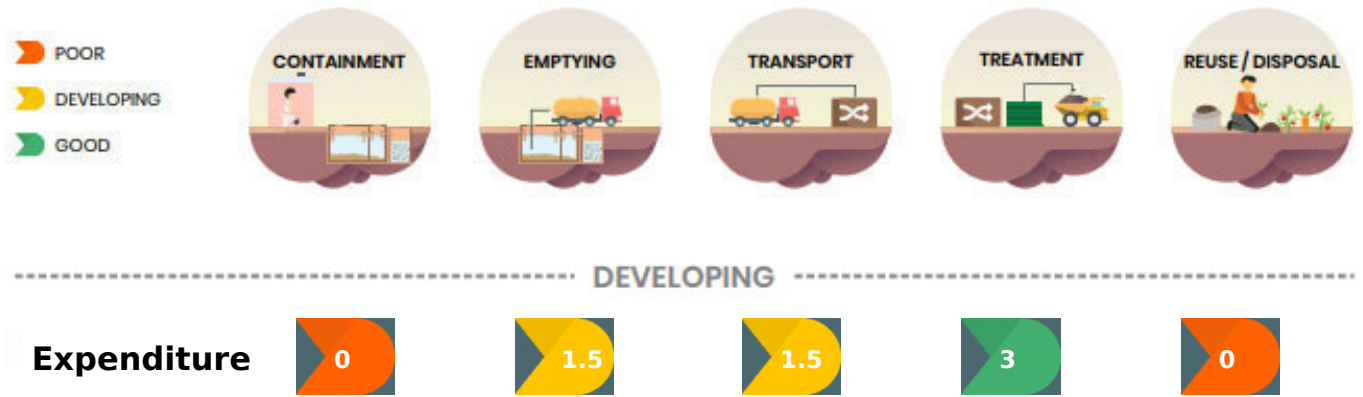 POOR
DEVELOPING
GOOD
CONTAINMENT
EMPTYING
TRANSPORT
TREATMENT
REUSE / DISPOSAL
DEVELOPING
Expenditure 0 1.5 1.5 3 0